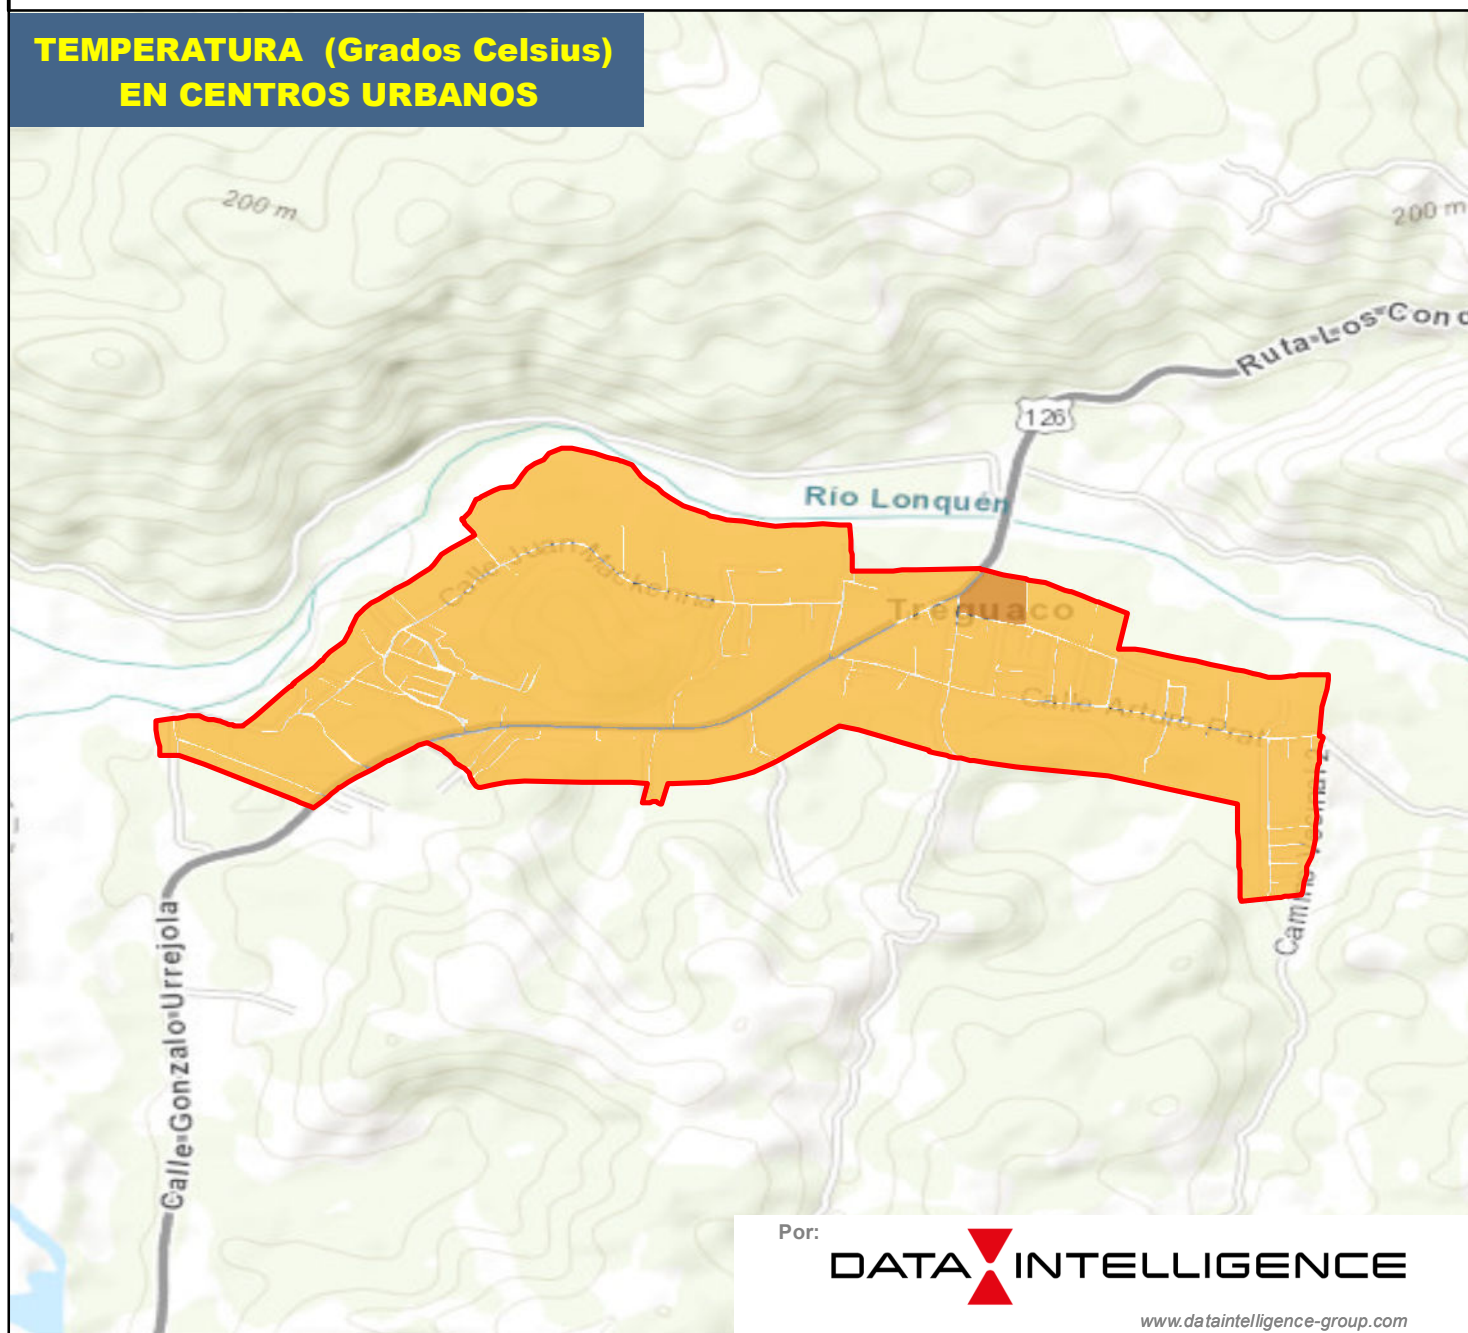 TEMPERATURA (Grados Celsius)
EN CENTROS URBANOS
200 m
200 m
Ruta-Los-Con
126
Río Lonquén
Calle Juan Mackenna
Treguaco
Calle Arturo Prat
Calle-Gonzalo-Urrejola
Por:
DATA INTELLIGENCE
www.dataintelligence-group.com